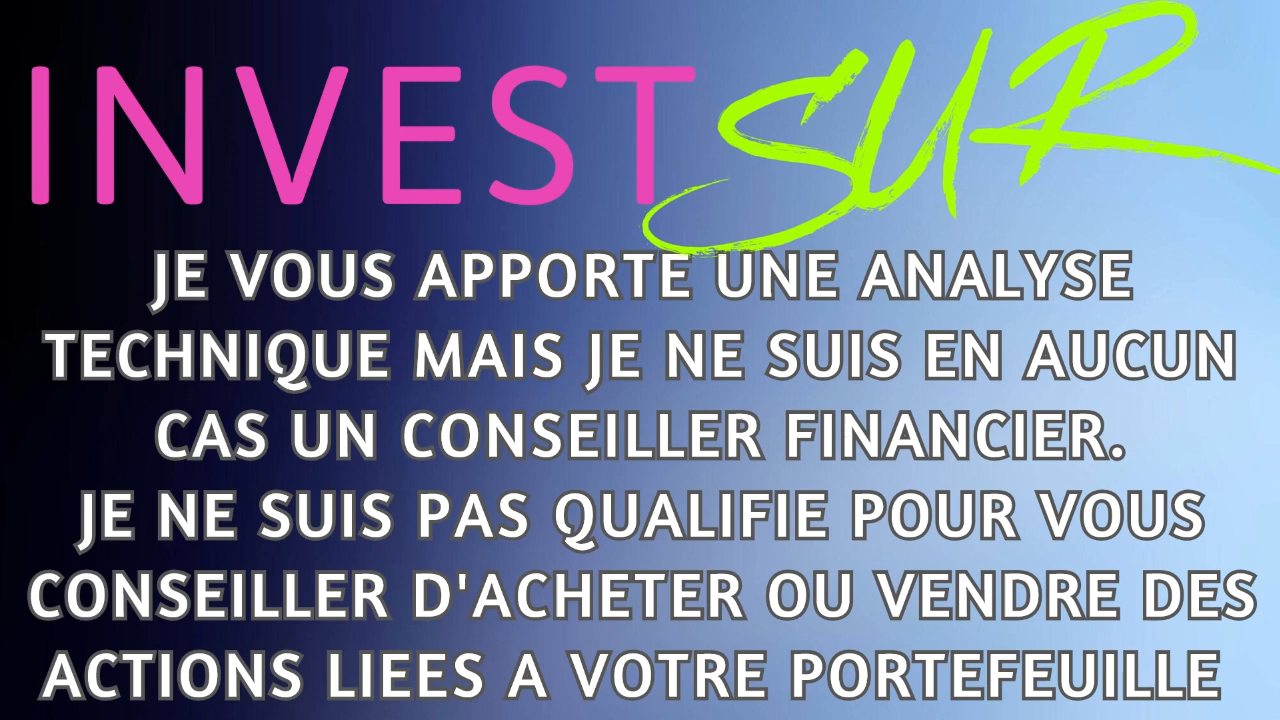 INVEST SUR
JE VOUS APPORTE UNE ANALYSE
TECHNIQUE MAIS JE NE SUIS EN AUCUN
CAS UN CONSEILLER FINANCIER.
JE NE SUIS PAS QUALIFIE POUR VOUS
CONSEILLER D'ACHETER OU VENDRE DES
ACTIONS LIEES A VOTRE PORTEFEUILLE